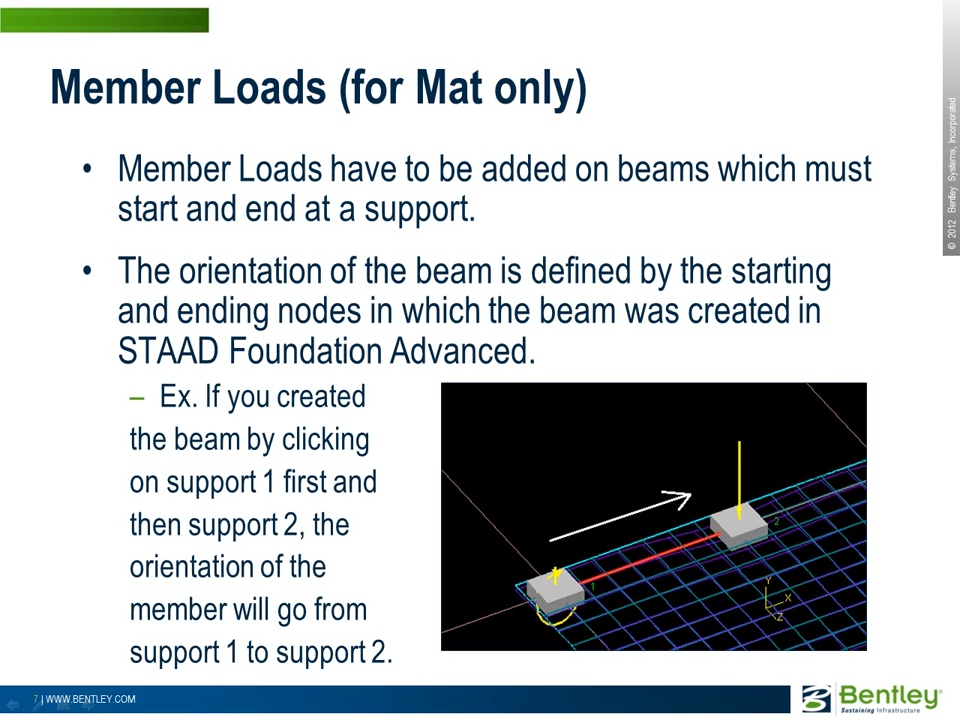 Member Loads (for Mat only)
• Member Loads have to be added on beams which must
start and end at a support.
• The orientation of the beam is defined by the starting
and ending nodes in which the beam was created in
STAAD Foundation Advanced.
– Ex. If you created
the beam by clicking
on support 1 first and
then support 2, the
orientation of the
member will go from
support 1 to support 2.
1
2
Y
X
Z
© 2012 Bentley Systems, Incorporated
7 | WWW.BENTLEY.COM
Bentley®
Sustaining Infrastructure